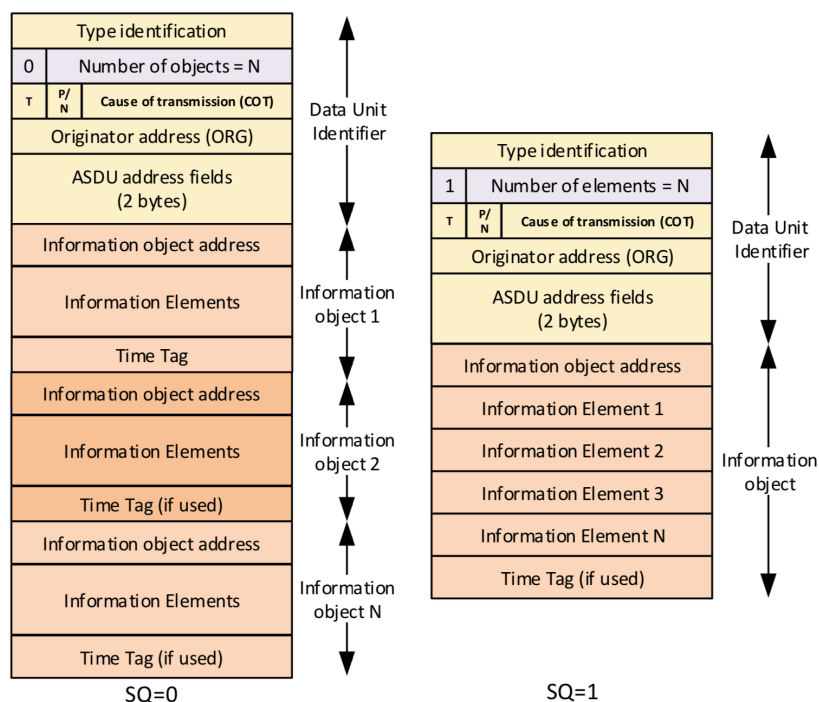 Type identification
0 Number of objects = N
T P/N Cause of transmission (COT)
Originator address (ORG)
ASDU address fields
(2 bytes)
Information object address
Information Elements
Time Tag
Information object address
Information Elements
Time Tag (if used)
Information object address
Information Elements
Time Tag (if used)
SQ=0
Data Unit
Identifier
Information
object 1
Information
object 2
Information
object N
Type identification
1 Number of elements = N
T P/N Cause of transmission (COT)
Originator address (ORG)
ASDU address fields
(2 bytes)
Information object address
Information Element 1
Information Element 2
Information Element 3
Information Element N
Time Tag (if used)
SQ=1
Data Unit
Identifier
Information
object